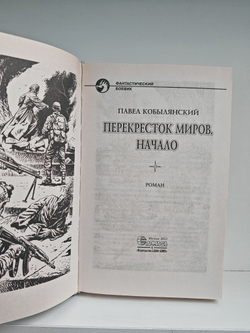 ФАНТАСТИЧЕСКИЙ
БОЕВИК
ПАВЕЛ КОБЫЛЯНСКИЙ
ПЕРЕКРЕСТОК МИРОВ.
НАЧАЛО
РОМАН